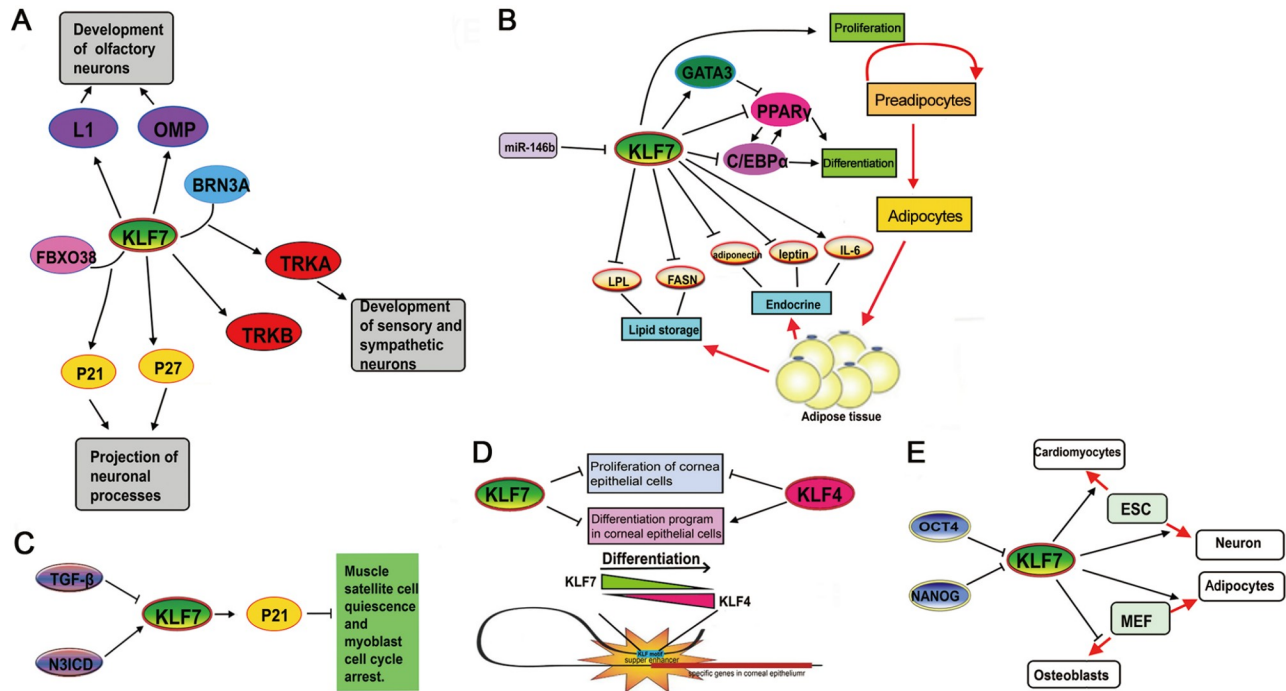 A
Development
of olfactory
neurons
L1
OMP
BRN3A
KLF7
FBXO38
TRKA
TRKB
P21
P27
Development
of sensory and
sympathetic
neurons
Projection of
neuronal
processes
B
Proliferation
GATA3
PPARγ
Preadipocytes
miR-146b
KLF7
C/EBPα
Differentiation
Adipocytes
adiponectin
leptin
IL-6
LPL
FASN
Endocrine
Lipid storage
Adipose tissue
C
TGF-β
KLF7
P21
N3ICD
Muscle
satellite cell
quiescence
and
myoblast
cell cycle
arrest.
D
KLF7
Proliferation of cornea
epithelial cells
KLF4
Differentiation program
in corneal epithelial cells
Differentiation
KLF7
KLF4
KLF motif
supper enhancer
specific genes in corneal epitheliumr
E
Cardiomyocytes
ESC
OCT4
KLF7
Neuron
NANOG
Adipocytes
MEF
Osteoblasts